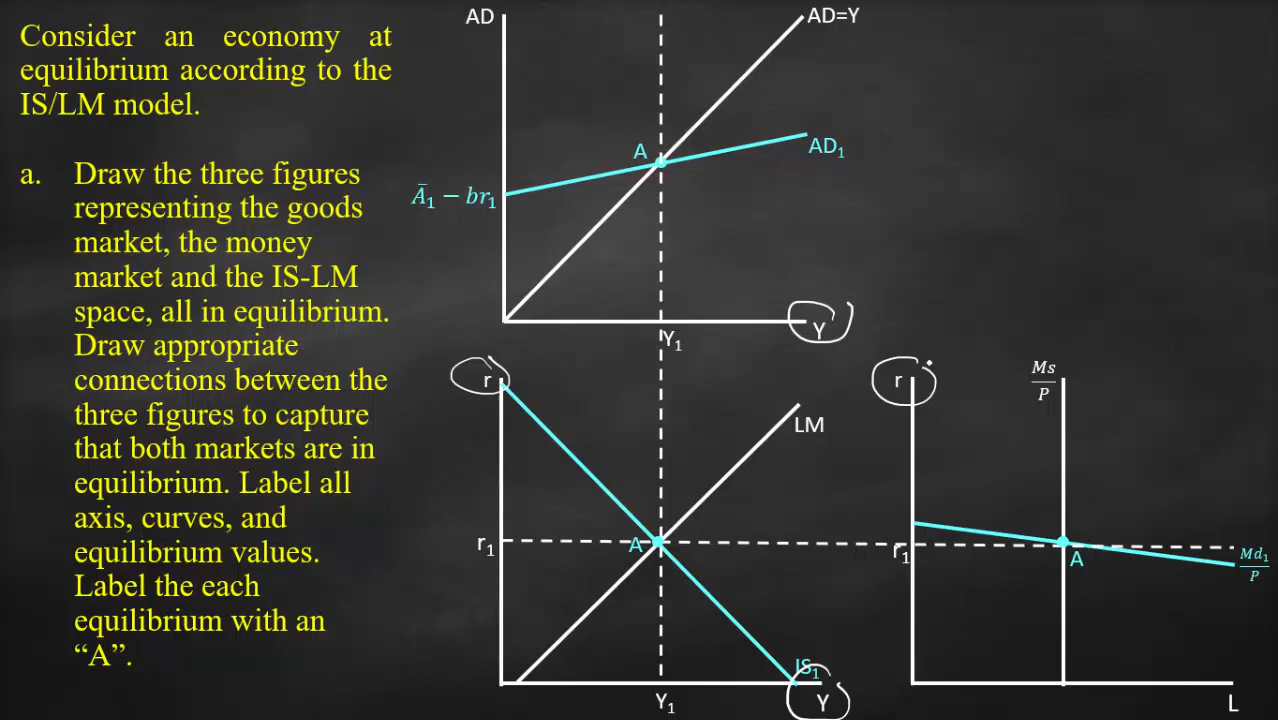 Consider an economy at
equilibrium according to the
IS/LM model.
a. Draw the three figures
representing the goods
market, the money
market and the IS-LM
space, all in equilibrium.
Draw appropriate
connections between the
three figures to capture
that both markets are in
equilibrium. Label all
axis, curves, and
equilibrium values.
Label the each
equilibrium with an
“A”.
AD
AD=Y
A
AD₁
Ā₁ − br₁
Y
Y₁
r
LM
r₁
A
IS₁
Y₁
Y
r
Ms/P
r₁
A
Md₁/P
L